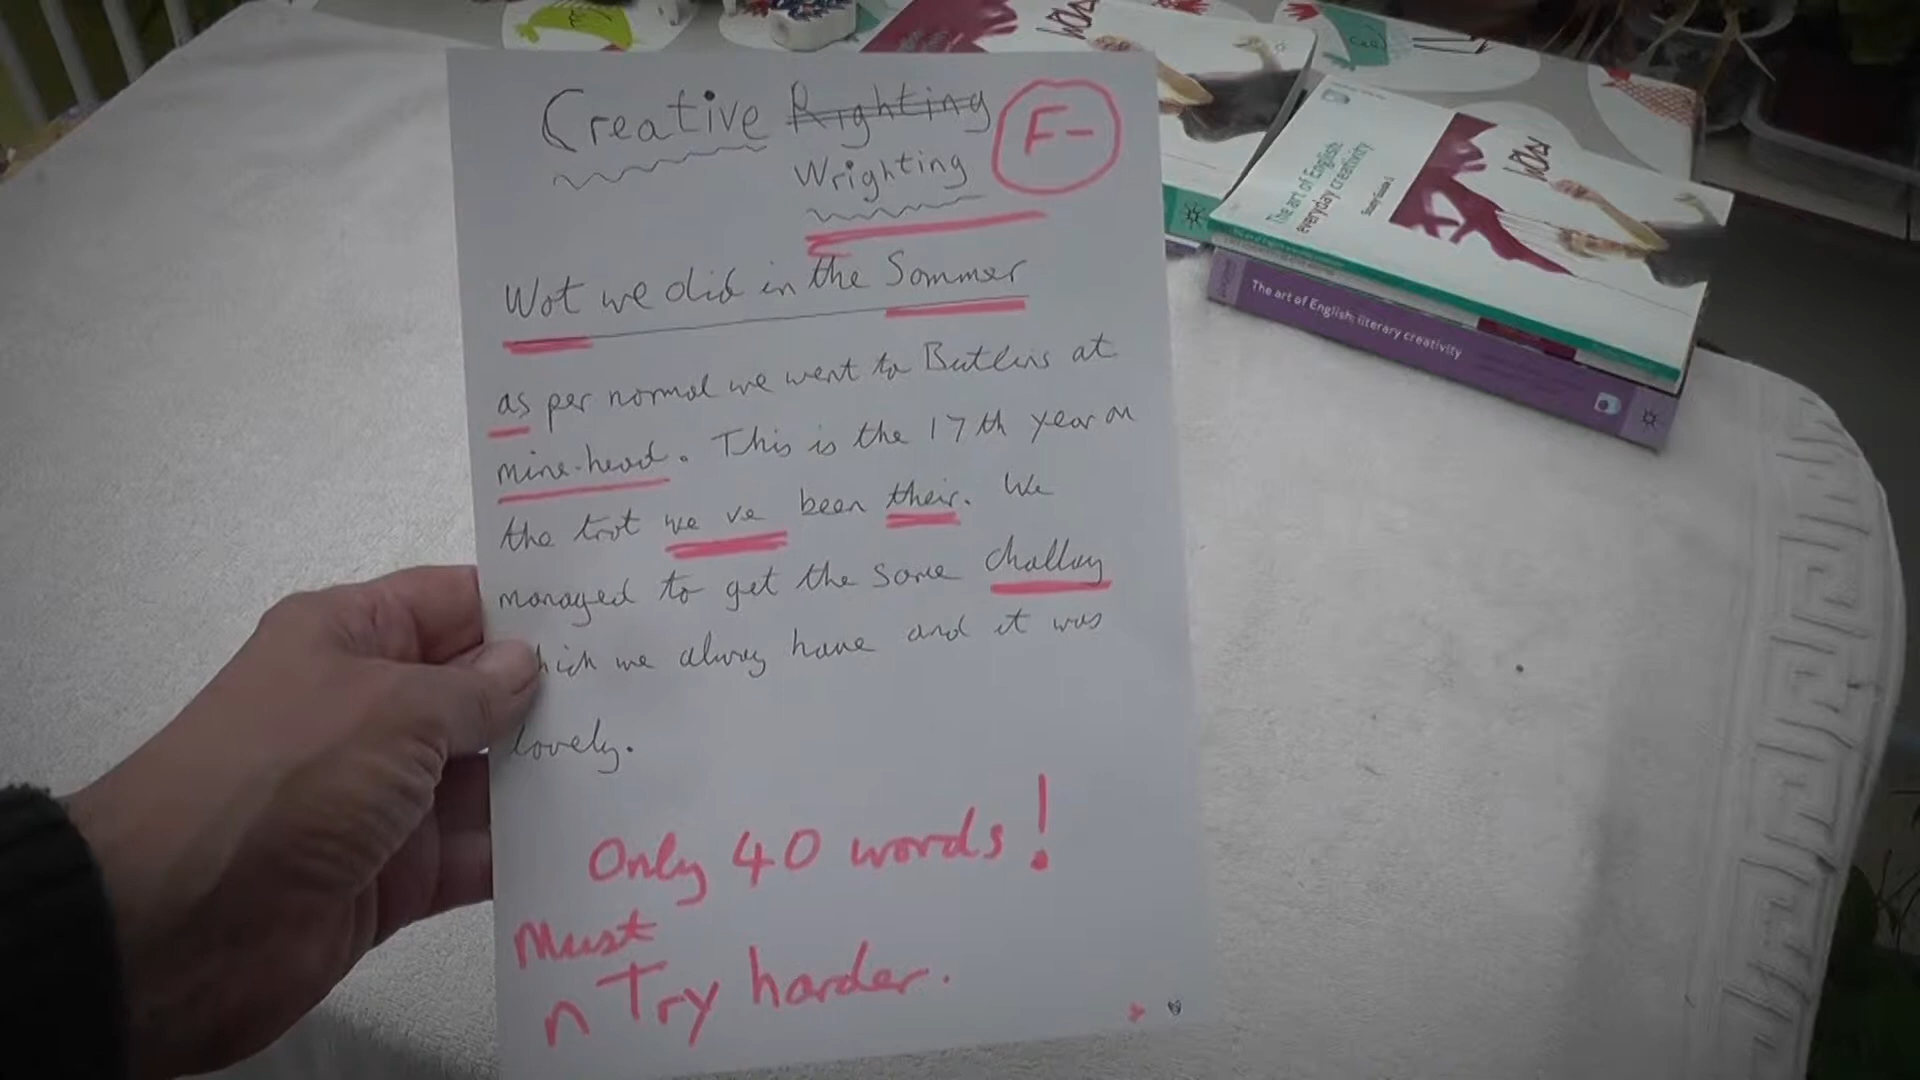 Creative Righting
F-
Wrighting
Wot we did in the Sommer
as per normal we went to Butlins at
mine-head. This is the 17th year on
the trot we ve been their. We
managed to get the same challay
which we alway have and it was
lovely.
Only 40 words!
Must
n Try harder.
The art of English:
everyday creativity
The art of English: literary creativity